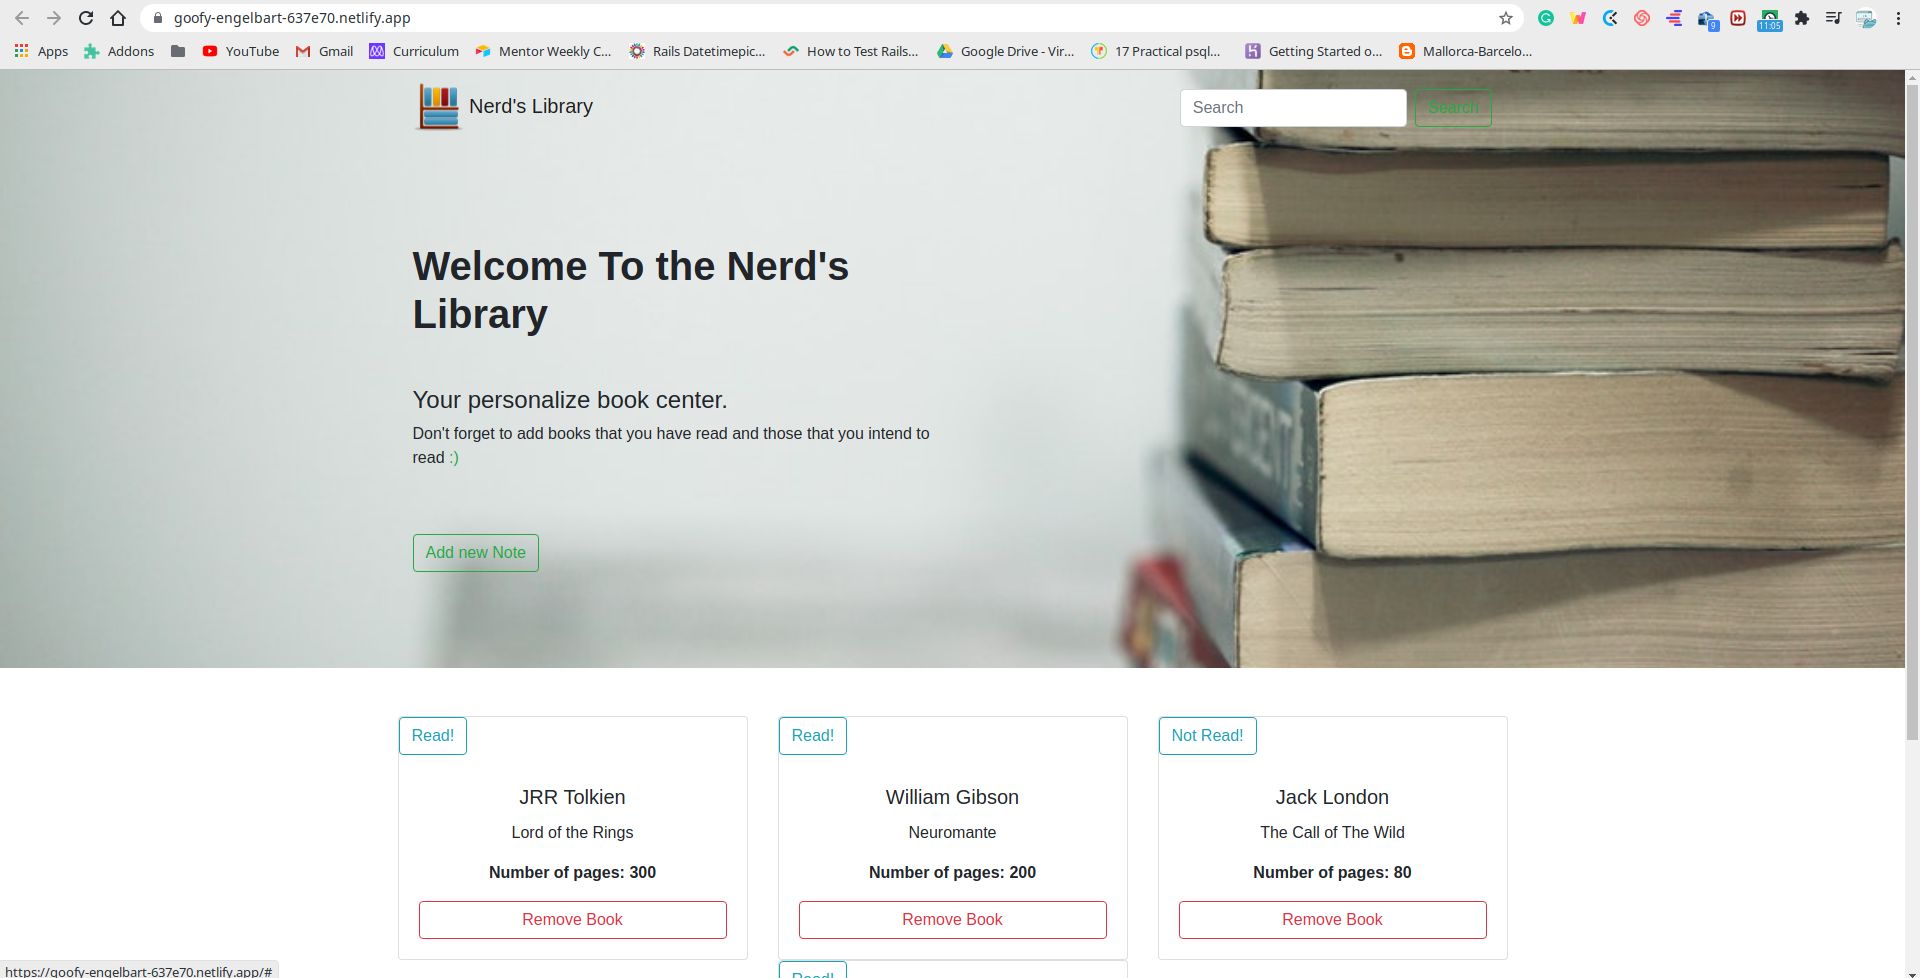 goofy-engelbart-637e70.netlify.app
9
11:05
Apps Addons YouTube Gmail Curriculum Mentor Weekly C... Rails Datetimepic... How to Test Rails... Google Drive - Vir... 17 Practical psql... Getting Started o... Mallorca-Barcelo...
Nerd's Library
Search Search
Welcome To the Nerd's
Library
Your personalize book center.
Don't forget to add books that you have read and those that you intend to
read :)
Add new Note
Read! Read! Not Read!
JRR Tolkien William Gibson Jack London
Lord of the Rings Neuromante The Call of The Wild
Number of pages: 300 Number of pages: 200 Number of pages: 80
Remove Book Remove Book Remove Book
Read!
https://goofy-engelbart-637e70.netlify.app/#